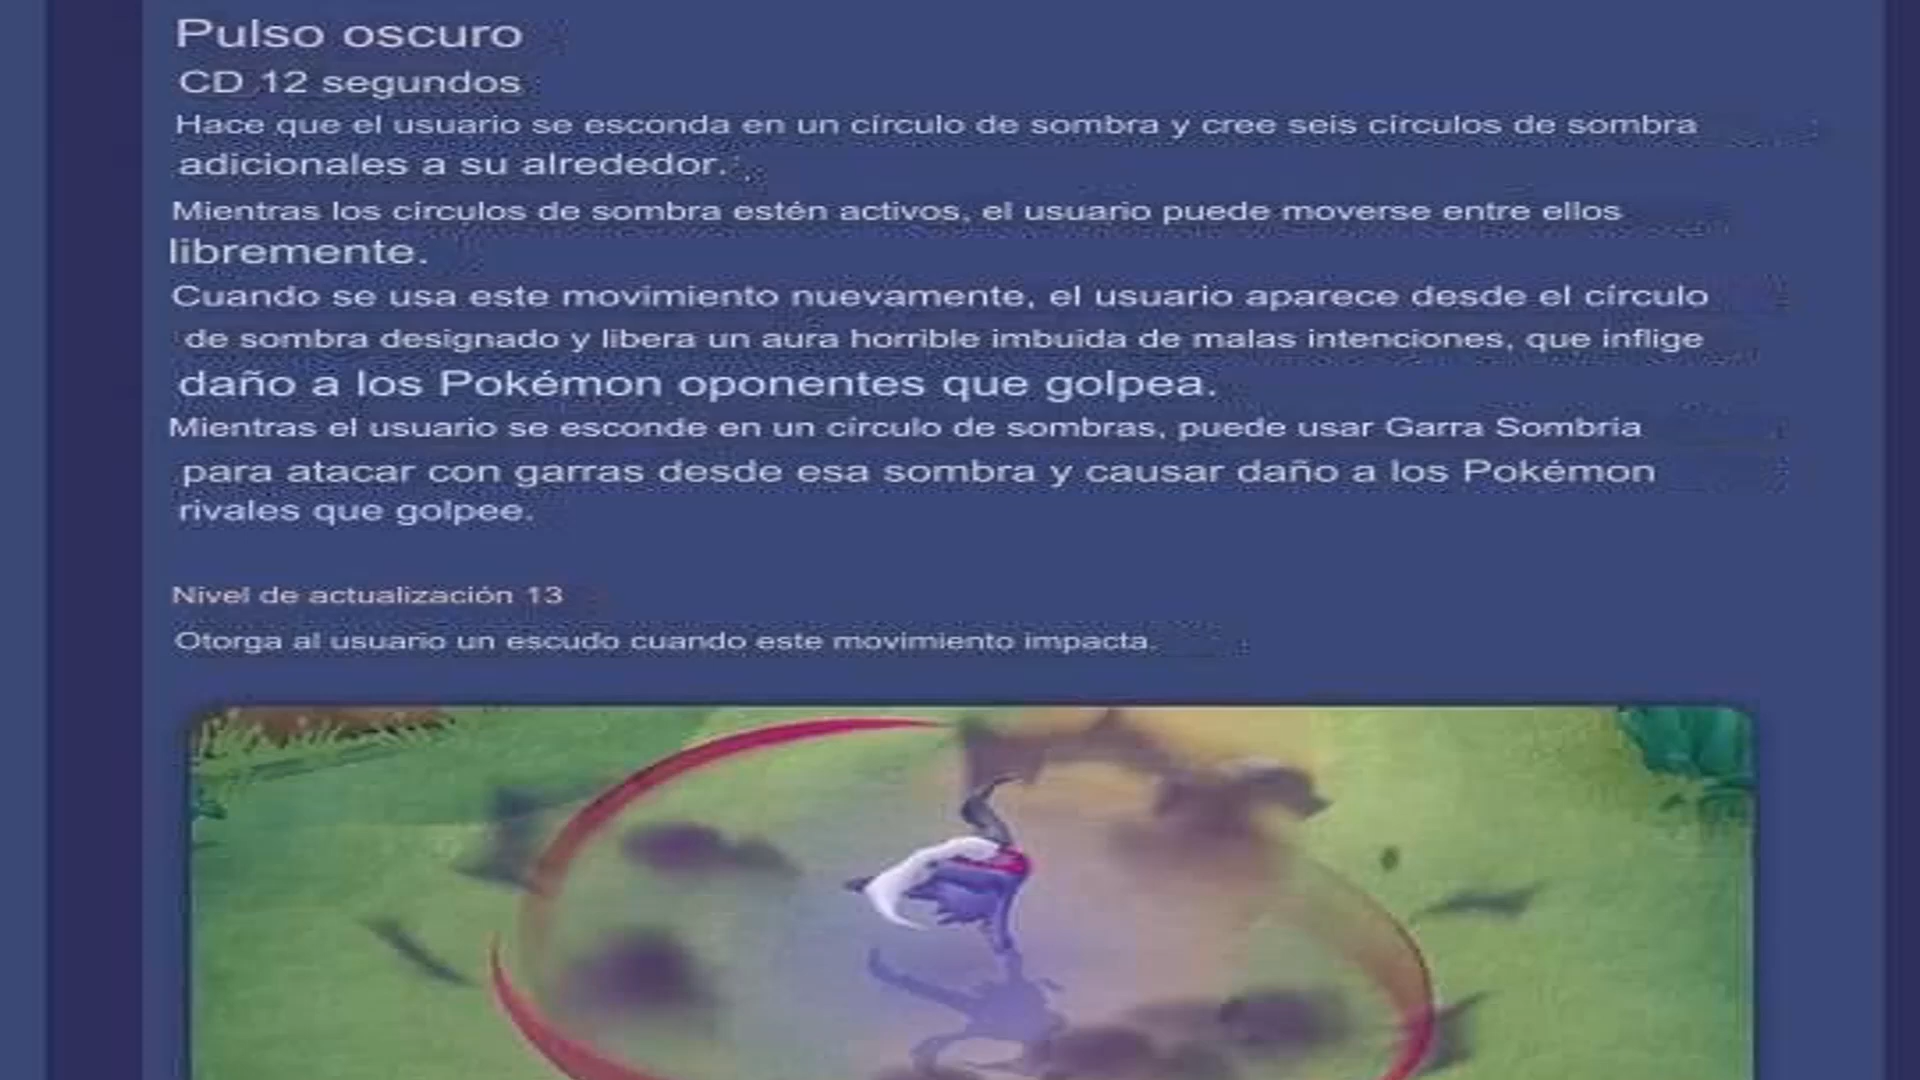 Pulso oscuro
CD 12 segundos
Hace que el usuario se esconda en un círculo de sombra y cree seis círculos de sombra
adicionales a su alrededor.
Mientras los círculos de sombra estén activos, el usuario puede moverse entre ellos
libremente.
Cuando se usa este movimiento nuevamente, el usuario aparece desde el círculo
de sombra designado y libera un aura horrible imbuida de malas intenciones, que inflige
daño a los Pokémon oponentes que golpea.
Mientras el usuario se esconde en un círculo de sombras, puede usar Garra Sombría
para atacar con garras desde esa sombra y causar daño a los Pokémon
rivales que golpee.
Nivel de actualización 13
Otorga al usuario un escudo cuando este movimiento impacta.